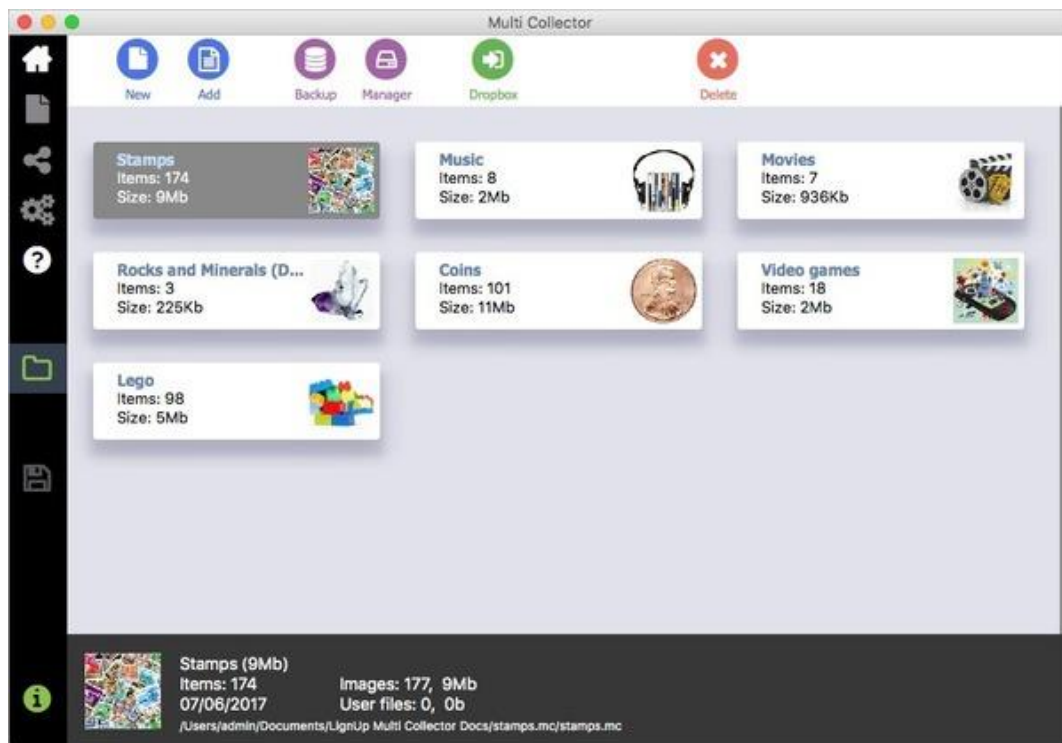 Multi Collector
New
Add
Backup
Manager
Dropbox
Delete
Stamps
Items: 174
Size: 9Mb
Music
Items: 8
Size: 2Mb
Movies
Items: 7
Size: 936Kb
Rocks and Minerals (D...
Items: 3
Size: 225Kb
Coins
Items: 101
Size: 11Mb
Video games
Items: 18
Size: 2Mb
Lego
Items: 98
Size: 5Mb
Stamps (9Mb)
Items: 174
Images: 177, 9Mb
07/06/2017
User files: 0, 0b
/Users/admin/Documents/LignUp Multi Collector Docs/stamps.mc/stamps.mc